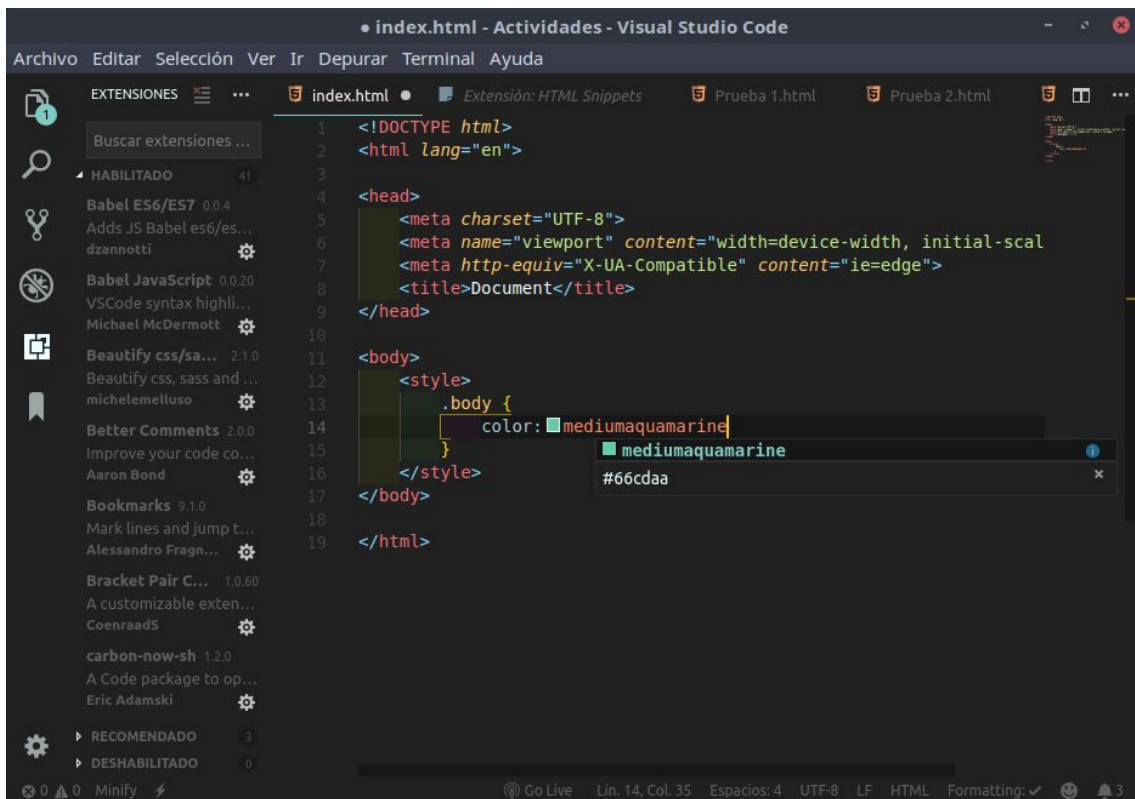 ● index.html - Actividades - Visual Studio Code
Archivo Editar Selección Ver Ir Depurar Terminal Ayuda
1
EXTENSIONES
Buscar extensiones ...
HABILITADO 41
Babel ES6/ES7 0.0.4
Adds JS Babel es6/es...
dzannotti
Babel JavaScript 0.0.20
VSCode syntax highli...
Michael McDermott
Beautify css/sa... 2.1.0
Beautify css, sass and ...
michelemelluso
Better Comments 2.0.0
Improve your code co...
Aaron Bond
Bookmarks 9.1.0
Mark lines and jump t...
Alessandro Fragn...
Bracket Pair C... 1.0.60
A customizable exten...
CoenraadS
carbon-now-sh 1.2.0
A Code package to op...
Eric Adamski
RECOMENDADO 3
DESHABILITADO 0
index.html ● Extensión: HTML Snippets Prueba 1.html Prueba 2.html
1 <!DOCTYPE html>
2 <html lang="en">
3
4 <head>
5 <meta charset="UTF-8">
6 <meta name="viewport" content="width=device-width, initial-scal
7 <meta http-equiv="X-UA-Compatible" content="ie=edge">
8 <title>Document</title>
9 </head>
10
11 <body>
12 <style>
13 .body {
14 color: mediumaquamarine
15 }
16 </style>
17 </body>
18
19 </html>
mediumaquamarine
#66cdaa
0 0 Minify Go Live Lin. 14, Col. 35 Espacios: 4 UTF-8 LF HTML Formatting: ✓ 3